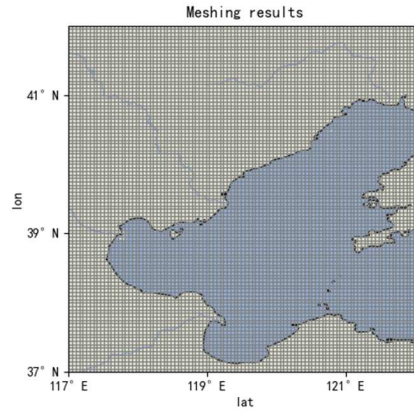 Meshing results
41° N
lon
39° N
37° N
117° E
119° E
121° E
lat